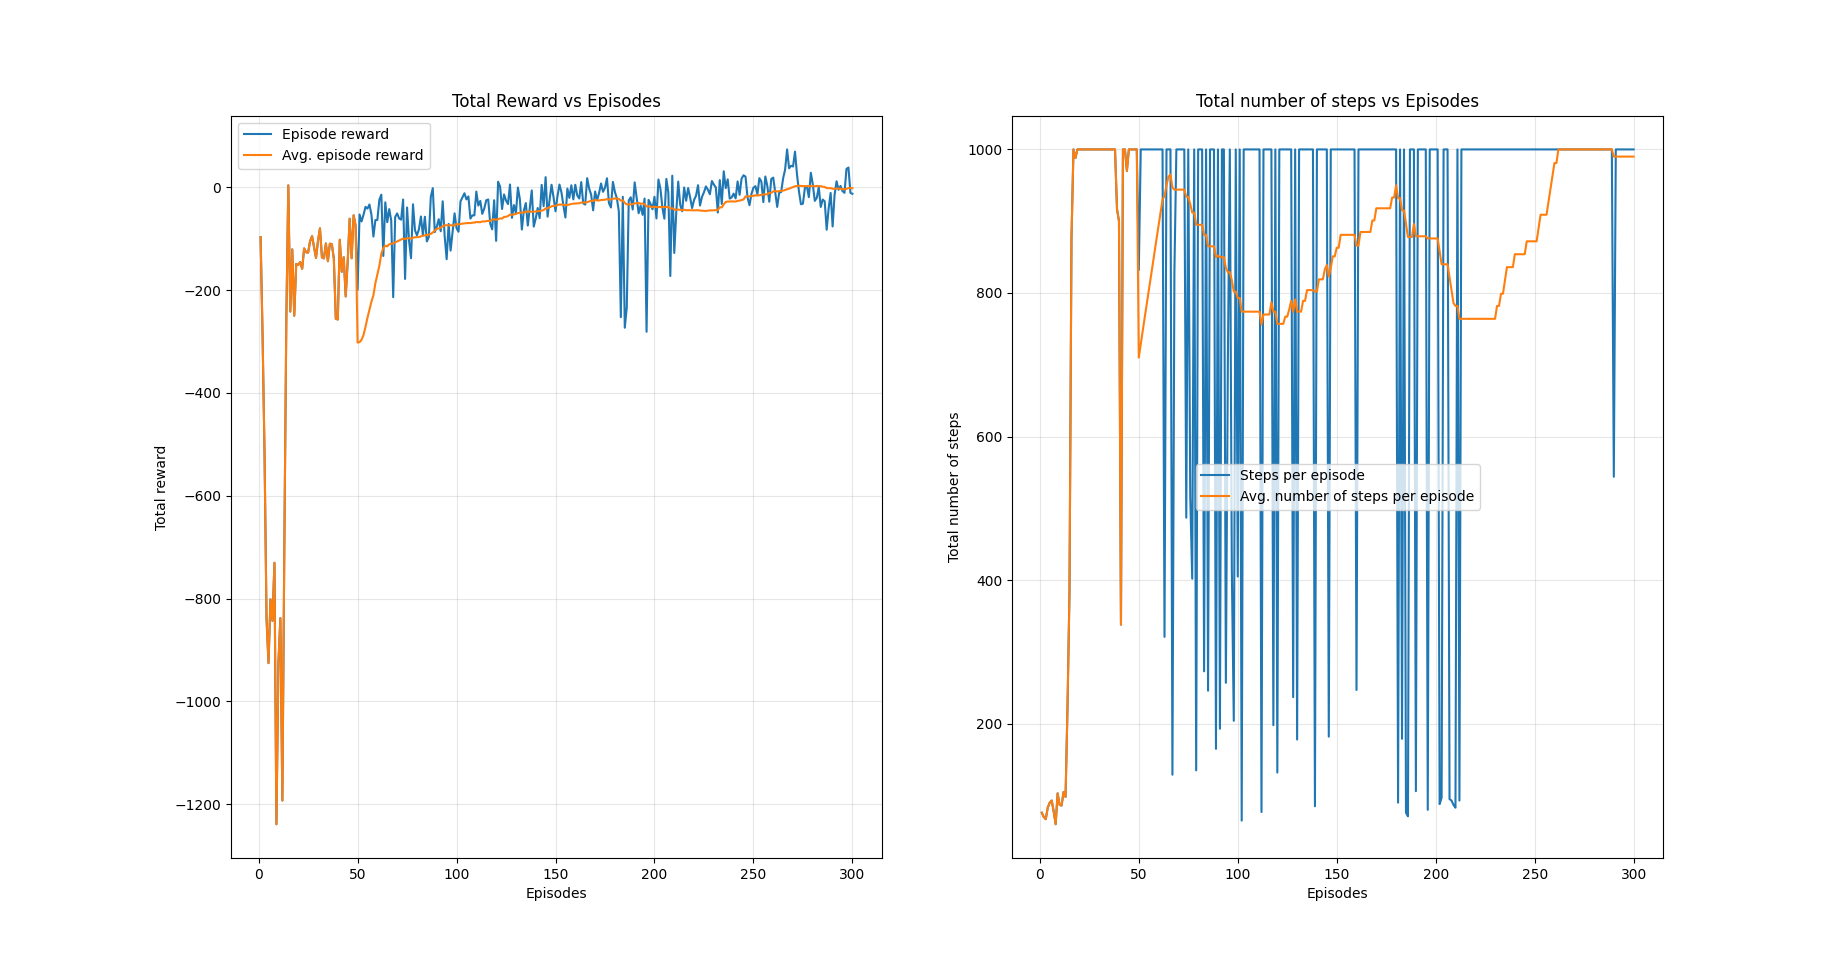 Total Reward vs Episodes
Episode reward
Avg. episode reward
0
−200
−400
−600
−800
−1000
−1200
Total reward
0
50
100
150
200
250
300
Episodes
Total number of steps vs Episodes
1000
800
600
400
200
Total number of steps
Steps per episode
Avg. number of steps per episode
0
50
100
150
200
250
300
Episodes